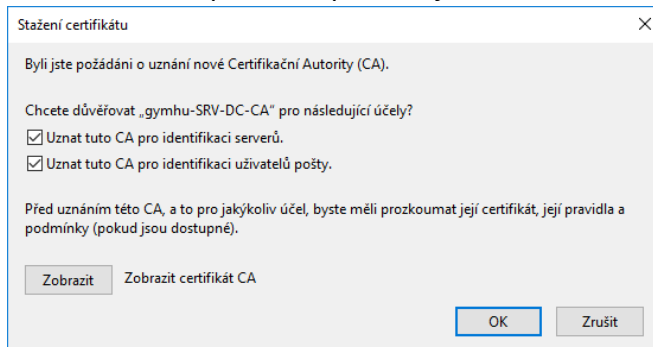 Stažení certifikátu
Byli jste požádáni o uznání nové Certifikační Autority (CA).
Chcete důvěřovat „gymhu-SRV-DC-CA“ pro následující účely?
Uznat tuto CA pro identifikaci serverů.
Uznat tuto CA pro identifikaci uživatelů pošty.
Před uznáním této CA, a to pro jakýkoliv účel, byste měli prozkoumat její certifikát, její pravidla a
podmínky (pokud jsou dostupné).
Zobrazit Zobrazit certifikát CA
OK Zrušit